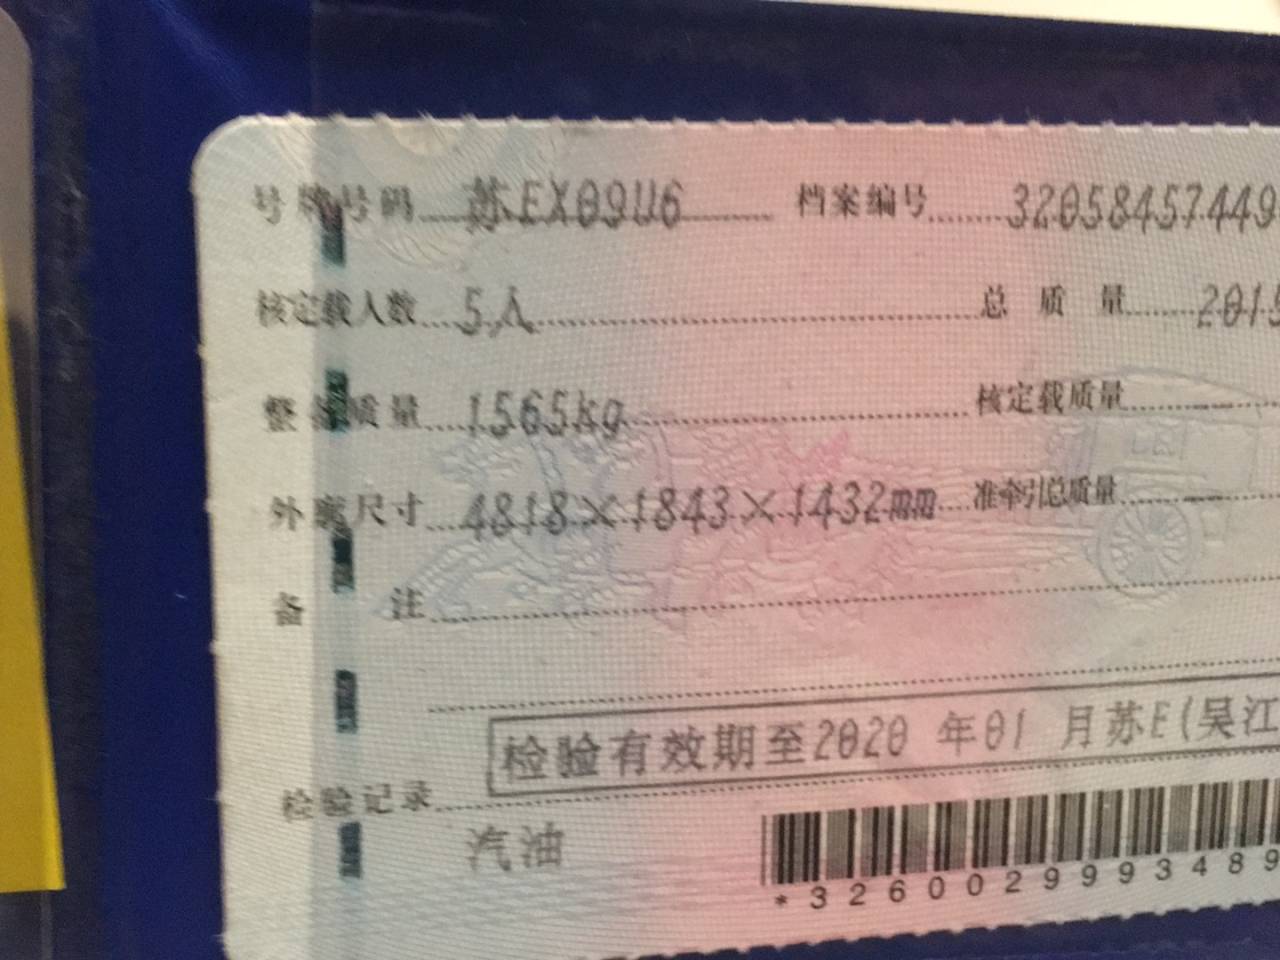 号牌号码 苏EX09U6 档案编号 32058457449
核定载人数 5人 总质量 201
整备质量 1565kg 核定载质量
外廓尺寸 4818×1843×1432mm 准牵引总质量
备注
检验有效期至2020年01月苏E(吴江
检验记录
汽油
*3260029993489